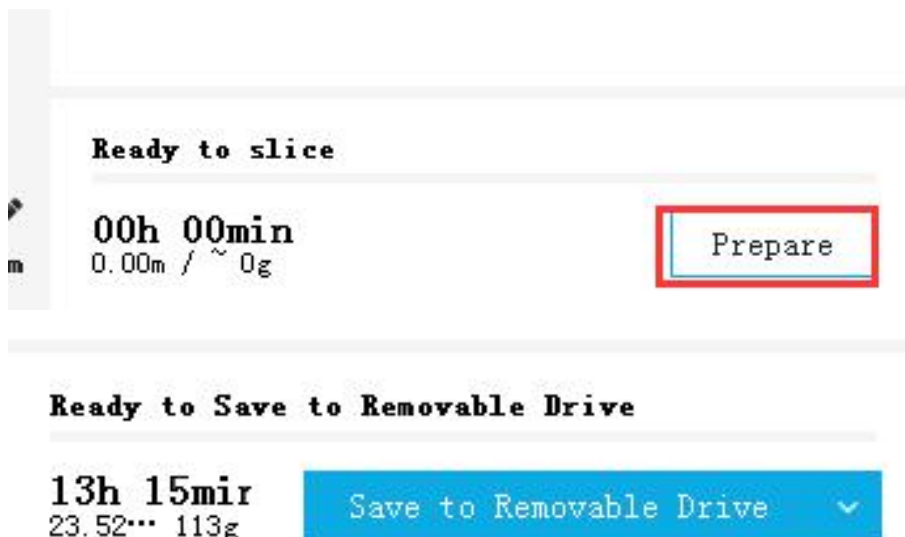 Ready to slice
00h 00min
m
0.00m / ~ 0g
Prepare
Ready to Save to Removable Drive
13h 15mir
23.52··· 113g
Save to Removable Drive